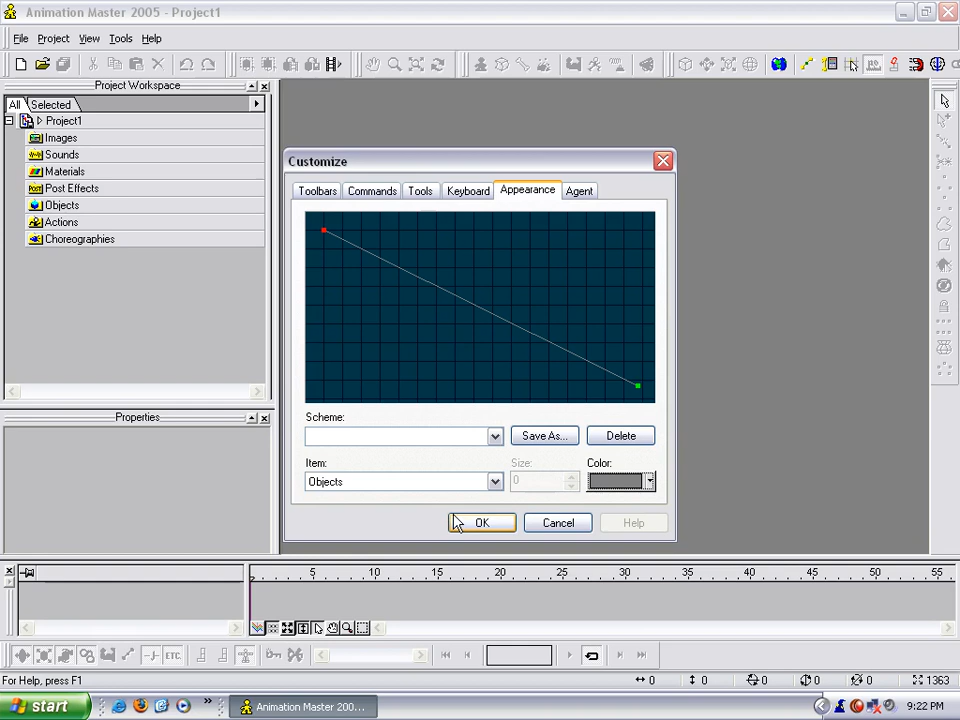 Animation Master 2005 - Project1
File Project View Tools Help
Project Workspace
All Selected
Project1
Images
Sounds
Materials
POST Post Effects
Objects
Actions
Choreographies
Properties
Customize
Toolbars Commands Tools Keyboard Appearance Agent
Scheme:
Save As... Delete
Item: Size: Color:
Objects 0
OK Cancel Help
5 10 15 20 25 30 35 40 45 50 55
ETC.
For Help, press F1 0 0 0 0 0 1363
start Animation Master 200... 9:22 PM